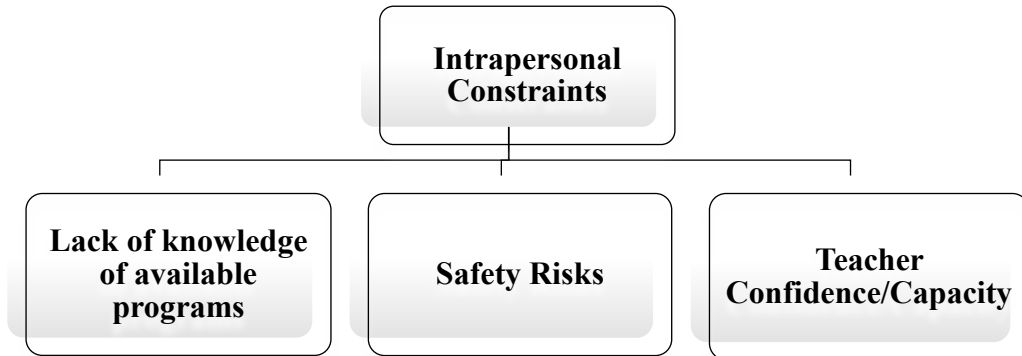 Intrapersonal
Constraints
Lack of knowledge
of available
programs
Safety Risks
Teacher
Confidence/Capacity